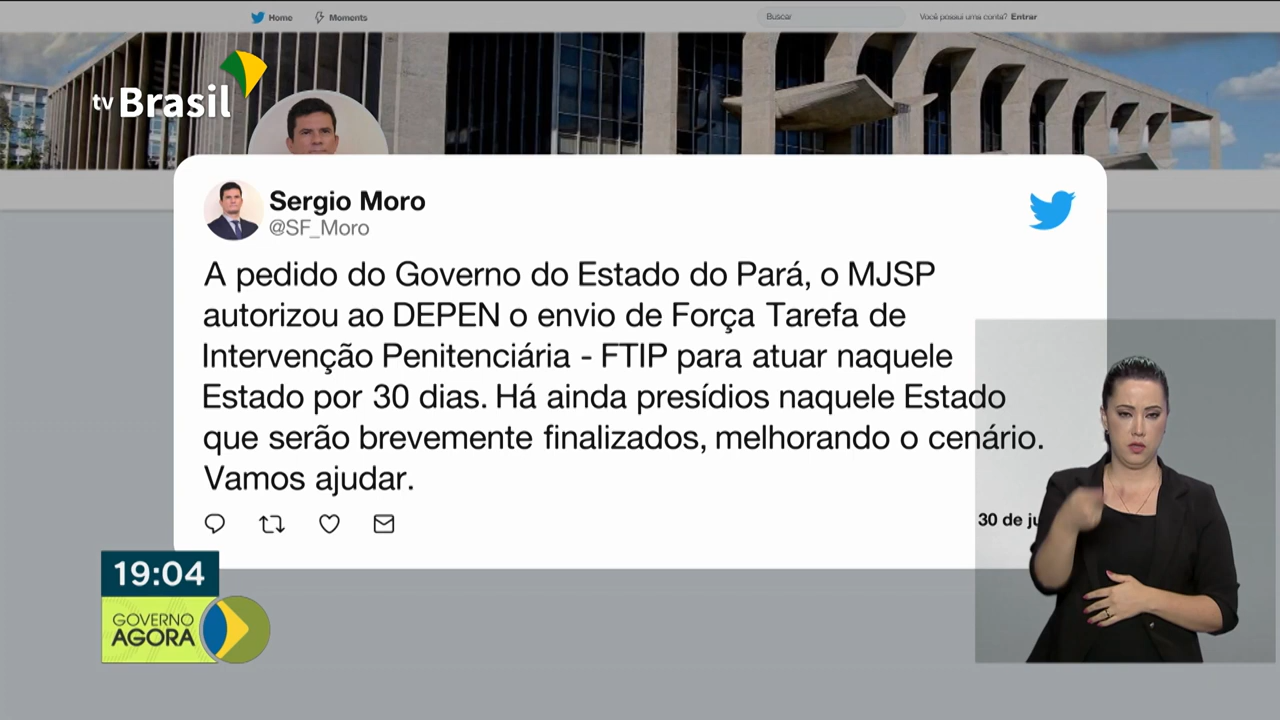 Home Moments Buscar Você possui uma conta? Entrar
tv Brasil
Sergio Moro
@SF_Moro
A pedido do Governo do Estado do Pará, o MJSP
autorizou ao DEPEN o envio de Força Tarefa de
Intervenção Penitenciária - FTIP para atuar naquele
Estado por 30 dias. Há ainda presídios naquele Estado
que serão brevemente finalizados, melhorando o cenário.
Vamos ajudar.
30 de
19:04
GOVERNO
AGORA